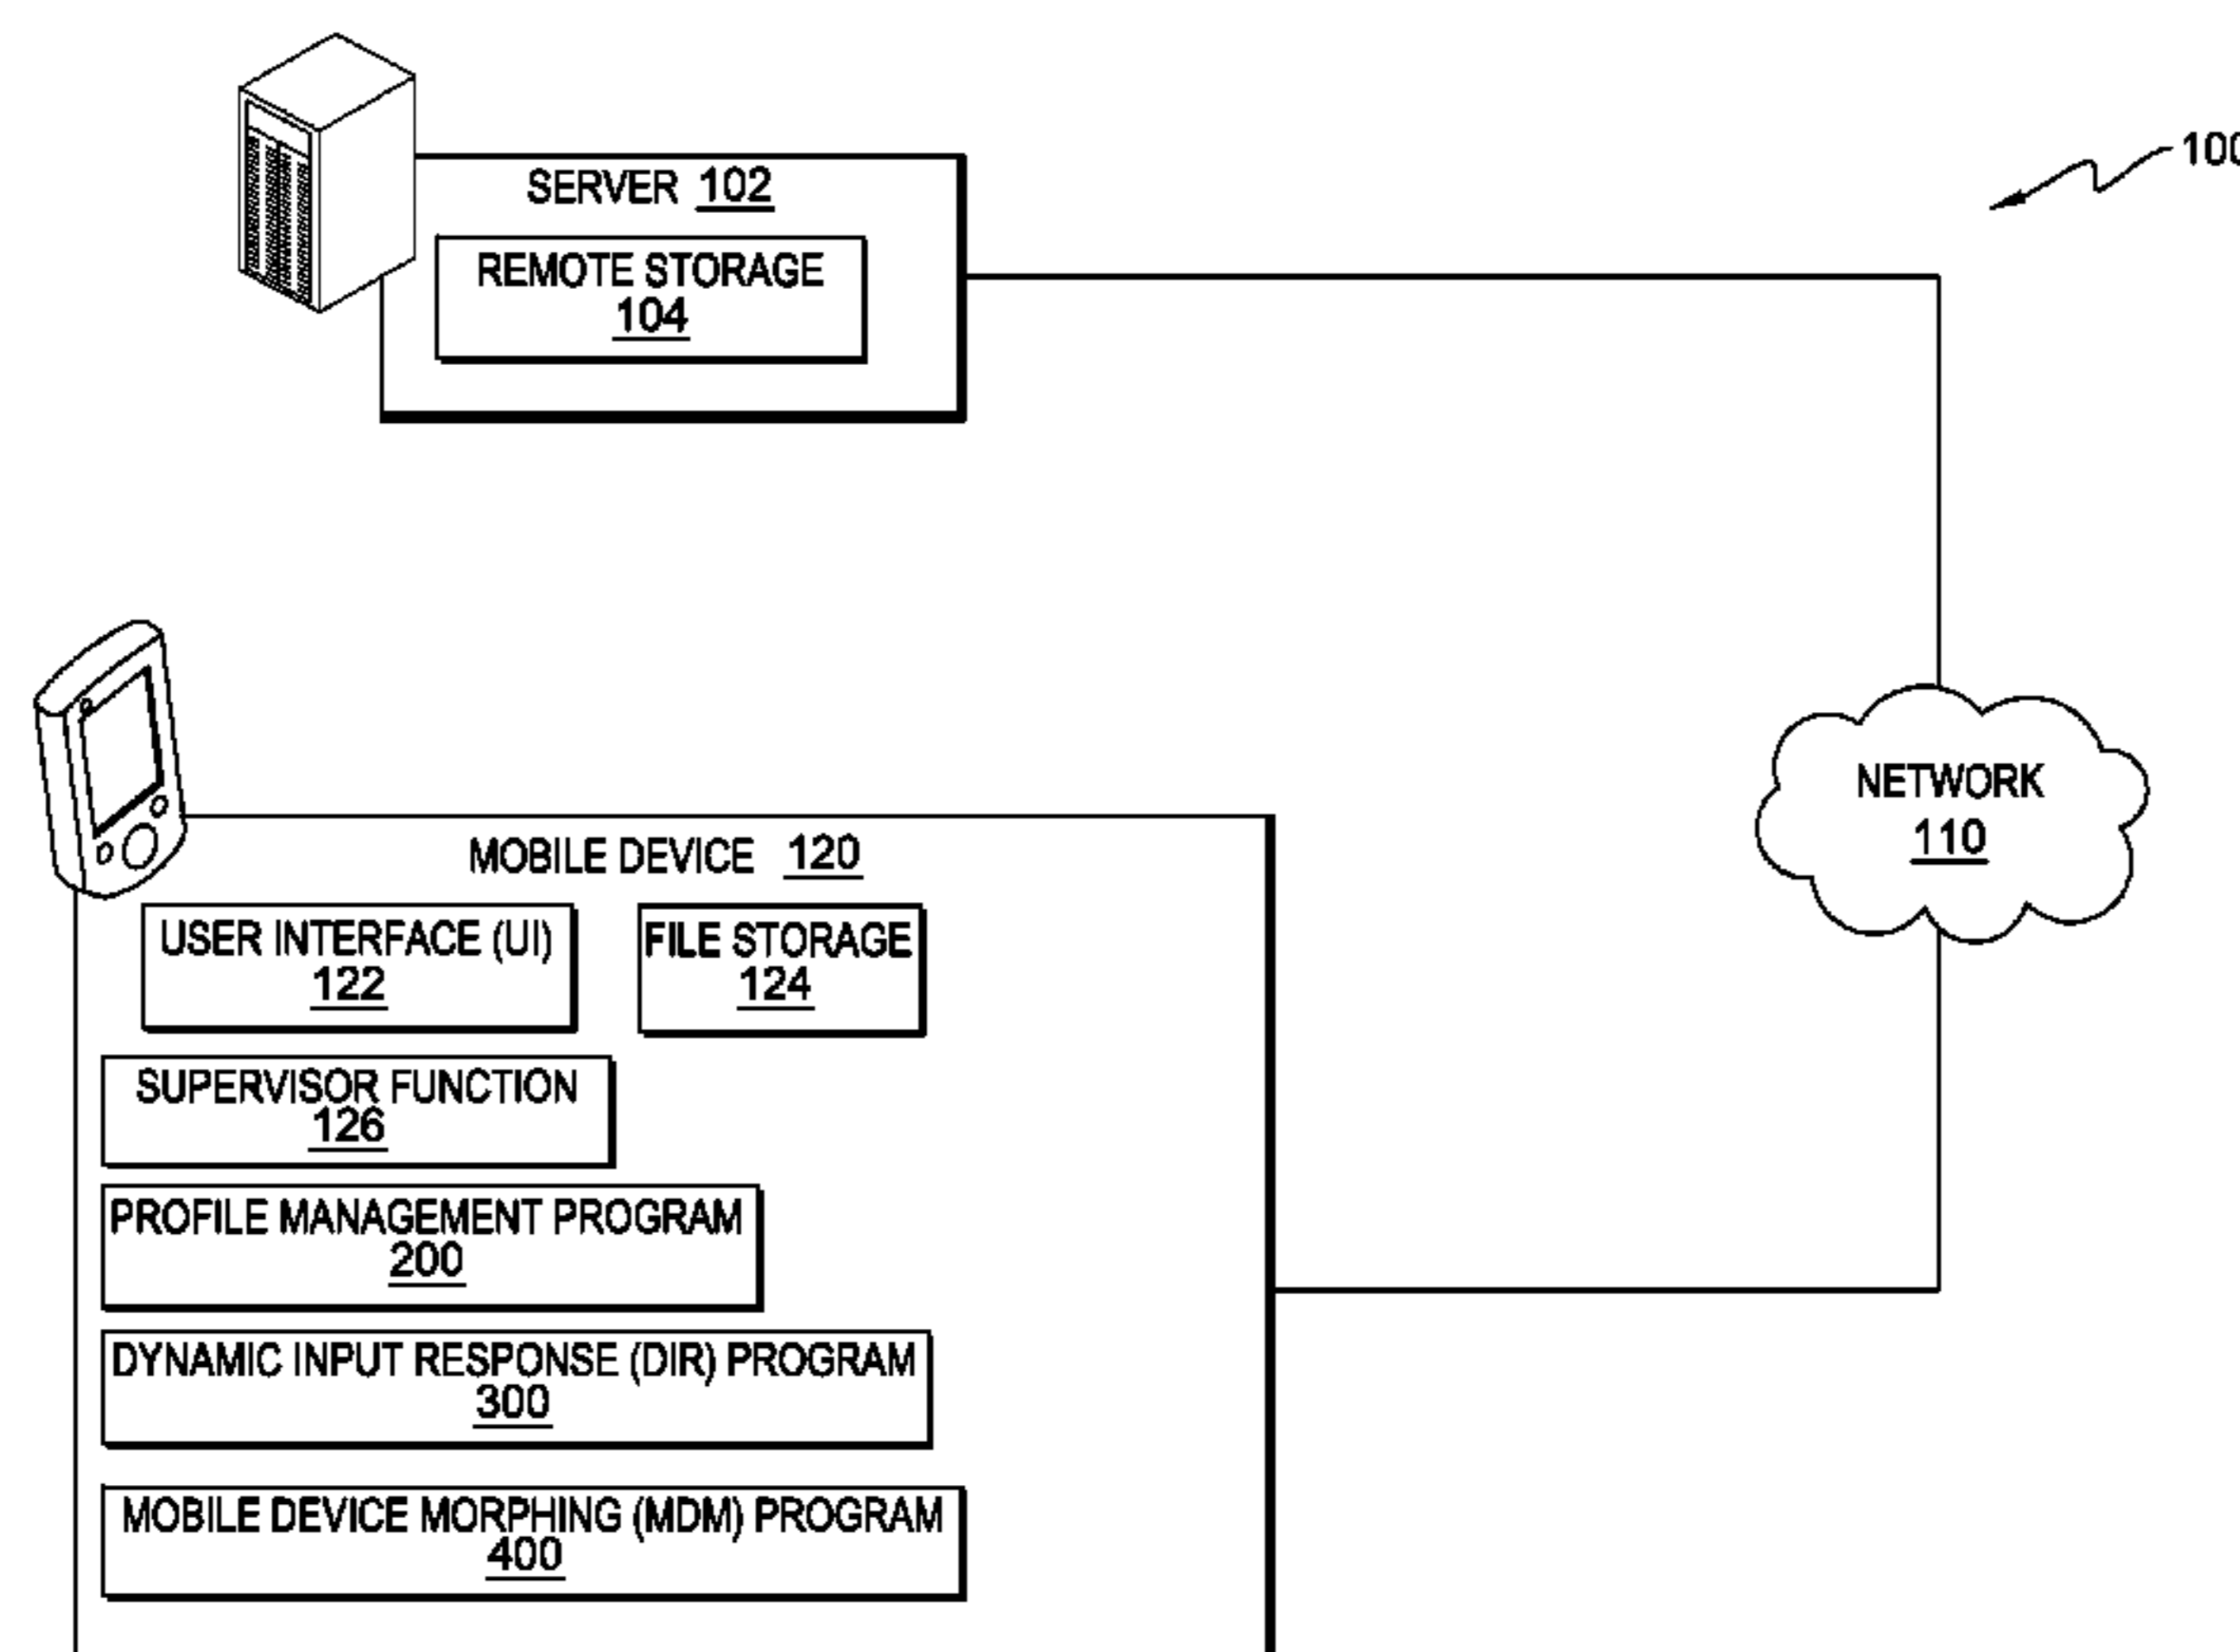 100
SERVER 102
REMOTE STORAGE
104
NETWORK
110
MOBILE DEVICE 120
USER INTERFACE (UI)
122
FILE STORAGE
124
SUPERVISOR FUNCTION
126
PROFILE MANAGEMENT PROGRAM
200
DYNAMIC INPUT RESPONSE (DIR) PROGRAM
300
MOBILE DEVICE MORPHING (MDM) PROGRAM
400